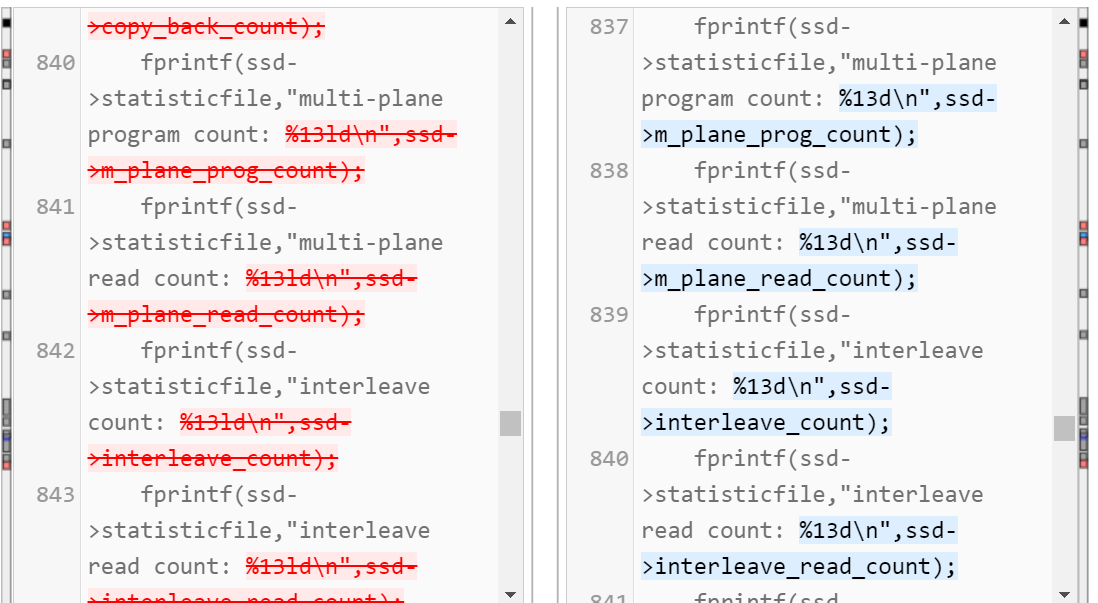 >copy_back_count);
840 fprintf(ssd-
>statisticfile,"multi-plane
program count: %13ld\n",ssd-
>m_plane_prog_count);
841 fprintf(ssd-
>statisticfile,"multi-plane
read count: %13ld\n",ssd-
>m_plane_read_count);
842 fprintf(ssd-
>statisticfile,"interleave
count: %13ld\n",ssd-
>interleave_count);
843 fprintf(ssd-
>statisticfile,"interleave
read count: %13ld\n",ssd-
>interleave_read_count);
837 fprintf(ssd-
>statisticfile,"multi-plane
program count: %13d\n",ssd-
>m_plane_prog_count);
838 fprintf(ssd-
>statisticfile,"multi-plane
read count: %13d\n",ssd-
>m_plane_read_count);
839 fprintf(ssd-
>statisticfile,"interleave
count: %13d\n",ssd-
>interleave_count);
840 fprintf(ssd-
>statisticfile,"interleave
read count: %13d\n",ssd-
>interleave_read_count);
841 fprintf(ssd-